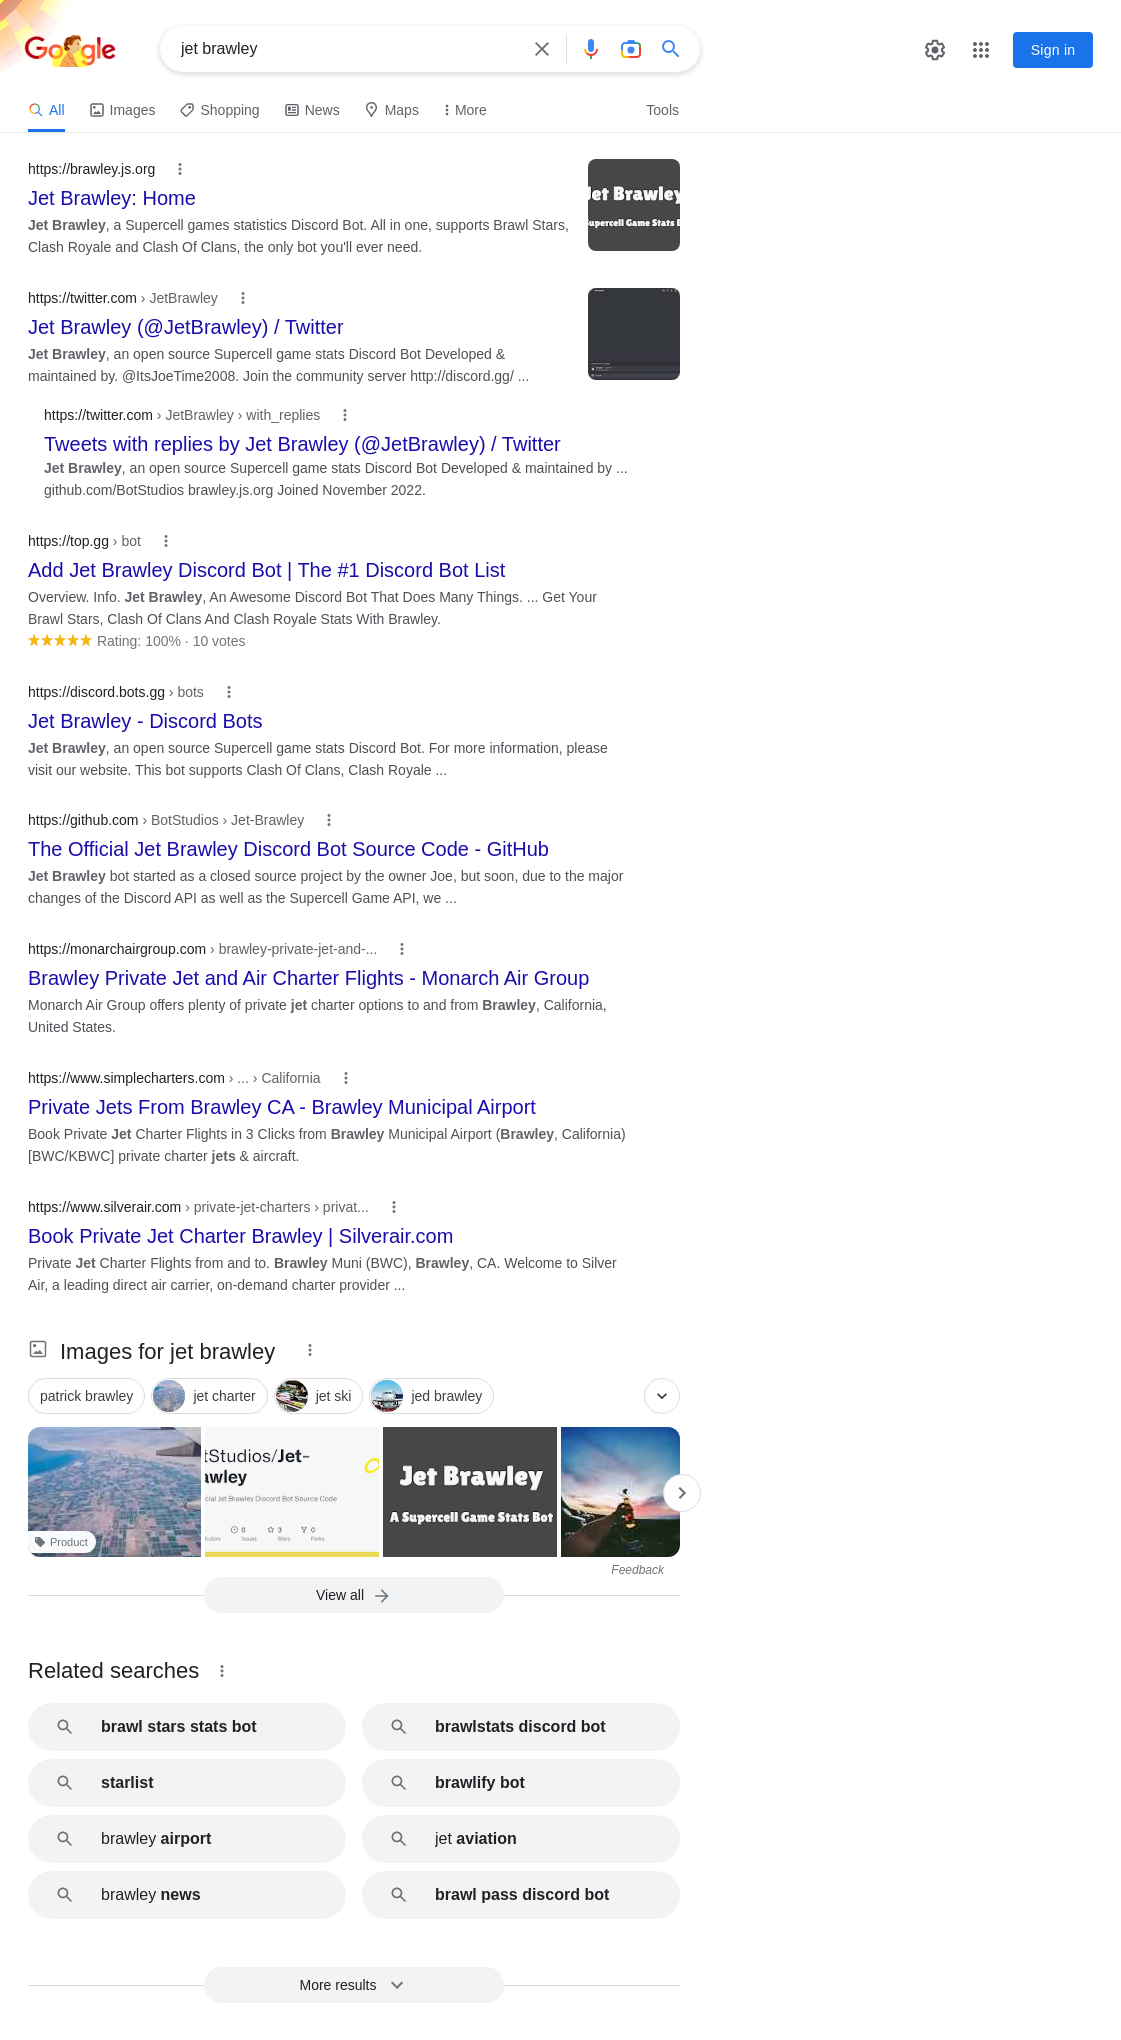 Google
jet brawley
Sign in
All
Images
Shopping
News
Maps
More
Tools
https://brawley.js.org
Jet Brawley: Home
Jet Brawley, a Supercell games statistics Discord Bot. All in one, supports Brawl Stars,
Clash Royale and Clash Of Clans, the only bot you'll ever need.
Jet Brawley
Supercell Game Stats B
https://twitter.com › JetBrawley
Jet Brawley (@JetBrawley) / Twitter
Jet Brawley, an open source Supercell game stats Discord Bot Developed &
maintained by. @ItsJoeTime2008. Join the community server http://discord.gg/ ...
https://twitter.com › JetBrawley › with_replies
Tweets with replies by Jet Brawley (@JetBrawley) / Twitter
Jet Brawley, an open source Supercell game stats Discord Bot Developed & maintained by ...
github.com/BotStudios brawley.js.org Joined November 2022.
https://top.gg › bot
Add Jet Brawley Discord Bot | The #1 Discord Bot List
Overview. Info. Jet Brawley, An Awesome Discord Bot That Does Many Things. ... Get Your
Brawl Stars, Clash Of Clans And Clash Royale Stats With Brawley.
Rating: 100% · 10 votes
https://discord.bots.gg › bots
Jet Brawley - Discord Bots
Jet Brawley, an open source Supercell game stats Discord Bot. For more information, please
visit our website. This bot supports Clash Of Clans, Clash Royale ...
https://github.com › BotStudios › Jet-Brawley
The Official Jet Brawley Discord Bot Source Code - GitHub
Jet Brawley bot started as a closed source project by the owner Joe, but soon, due to the major
changes of the Discord API as well as the Supercell Game API, we ...
https://monarchairgroup.com › brawley-private-jet-and-...
Brawley Private Jet and Air Charter Flights - Monarch Air Group
Monarch Air Group offers plenty of private jet charter options to and from Brawley, California,
United States.
https://www.simplecharters.com › ... › California
Private Jets From Brawley CA - Brawley Municipal Airport
Book Private Jet Charter Flights in 3 Clicks from Brawley Municipal Airport (Brawley, California)
[BWC/KBWC] private charter jets & aircraft.
https://www.silverair.com › private-jet-charters › privat...
Book Private Jet Charter Brawley | Silverair.com
Private Jet Charter Flights from and to. Brawley Muni (BWC), Brawley, CA. Welcome to Silver
Air, a leading direct air carrier, on-demand charter provider ...
Images for jet brawley
patrick brawley
jet charter
jet ski
jed brawley
Product
tStudios/Jet-
awley
cial Jet Brawley Discord Bot Source Code
0
3
0
Issues
Stars
Forks
Jet Brawley
A Supercell Game Stats Bot
Feedback
View all
Related searches
brawl stars stats bot
brawlstats discord bot
starlist
brawlify bot
brawley airport
jet aviation
brawley news
brawl pass discord bot
More results